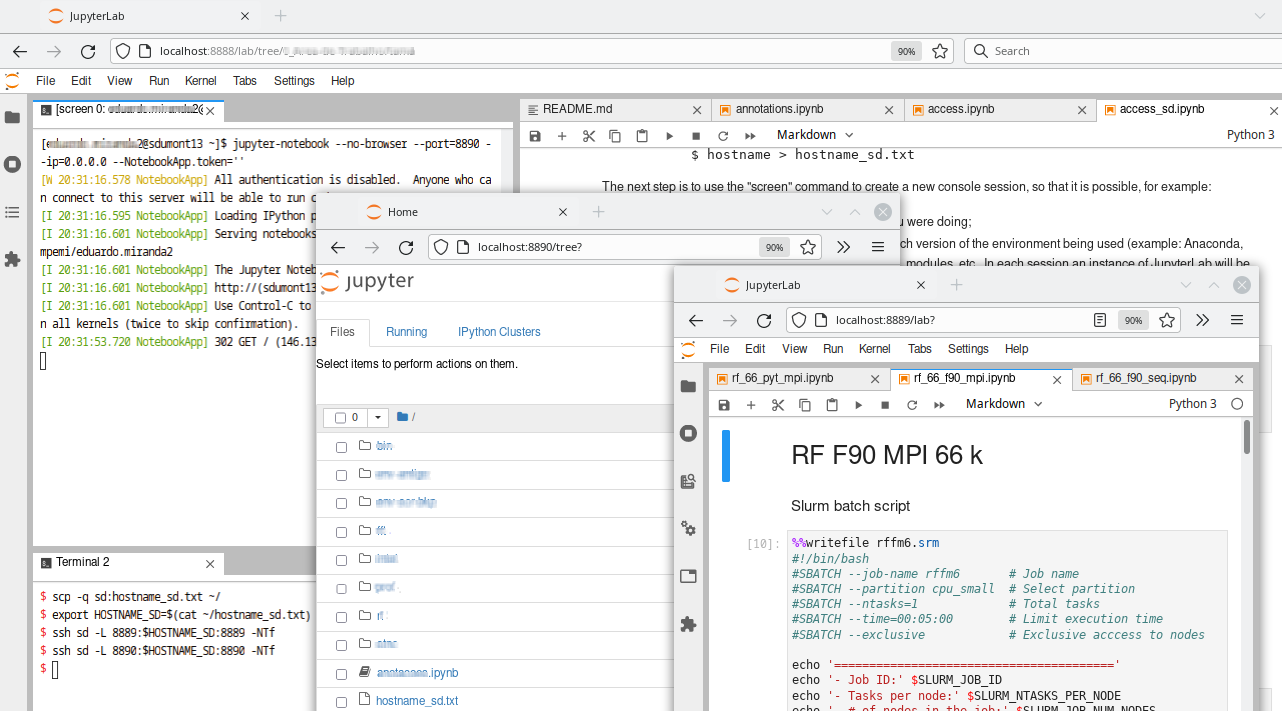 JupyterLab
localhost:8888/lab/tree/
90%
Search
File Edit View Run Kernel Tabs Settings Help
[screen 0:
@sdumont13 ~]$ jupyter-notebook --no-browser --port=8890 -
-ip=0.0.0.0 --NotebookApp.token=''
[W 20:31:16.578 NotebookApp] All authentication is disabled.  Anyone who ca
n connect to this server will be able to run
[I 20:31:16.595 NotebookApp] Loading IPython
[I 20:31:16.601 NotebookApp] Serving notebooks
mpemi/eduardo.miranda2
[I 20:31:16.601 NotebookApp] The Jupyter
[I 20:31:16.601 NotebookApp] http://(sdumont13
[I 20:31:16.601 NotebookApp] Use Control-C to
n all kernels (twice to skip confirmation).
[I 20:31:53.720 NotebookApp] 302 GET / (146.13
Terminal 2
$ scp -q sd:hostname_sd.txt ~/
$ export HOSTNAME_SD=$(cat ~/hostname_sd.txt)
$ ssh sd -L 8889:$HOSTNAME_SD:8889 -NTf
$ ssh sd -L 8890:$HOSTNAME_SD:8890 -NTf
$
README.md
annotations.ipynb
access.ipynb
access_sd.ipynb
Markdown
Python 3
$ hostname > hostname_sd.txt
The next step is to use the "screen" command to create a new console session, so that it is possible, for example:
were doing;
version of the environment being used (example: Anaconda,
modules, etc. In each session an instance of JupyterLab will be
Home
localhost:8890/tree?
90%
jupyter
Files Running IPython Clusters
Select items to perform actions on them.
0
/
bin
.ipynb
hostname_sd.txt
JupyterLab
localhost:8889/lab?
90%
File Edit View Run Kernel Tabs Settings Help
rf_66_pyt_mpi.ipynb
rf_66_f90_mpi.ipynb
rf_66_f90_seq.ipynb
Markdown
Python 3
RF F90 MPI 66 k
Slurm batch script
[10]:
%%writefile rffm6.srm
#!/bin/bash
#SBATCH --job-name rffm6       # Job name
#SBATCH --partition cpu_small  # Select partition
#SBATCH --ntasks=1             # Total tasks
#SBATCH --time=00:05:00        # Limit execution time
#SBATCH --exclusive            # Exclusive acccess to nodes
echo '========================================'
echo '- Job ID:' $SLURM_JOB_ID
echo '- Tasks per node:' $SLURM_NTASKS_PER_NODE
echo '- # of nodes in the job:' $SLURM_JOB_NUM_NODES